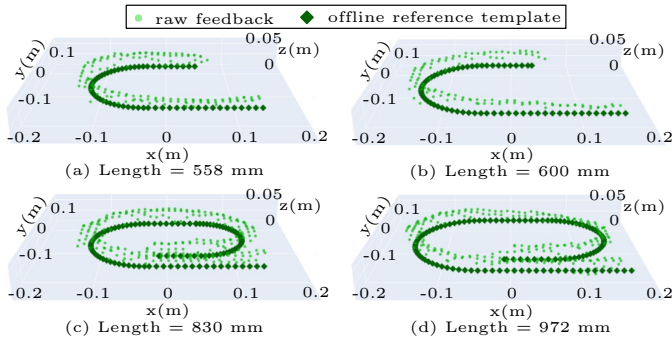 raw feedback offline reference template
0.1 0.05
z(m)
y(m) 0 0
-0.1
-0.2 -0.1 0 0.1 0.2
x(m)
(a) Length = 558 mm
0.1 0.05
z(m)
y(m) 0 0
-0.1
-0.2 -0.1 0 0.1 0.2
x(m)
(b) Length = 600 mm
0.1 0.05
z(m)
y(m) 0 0
-0.1
-0.2 -0.1 0 0.1 0.2
x(m)
(c) Length = 830 mm
0.1 0.05
z(m)
y(m) 0 0
-0.1
-0.2 -0.1 0 0.1 0.2
x(m)
(d) Length = 972 mm